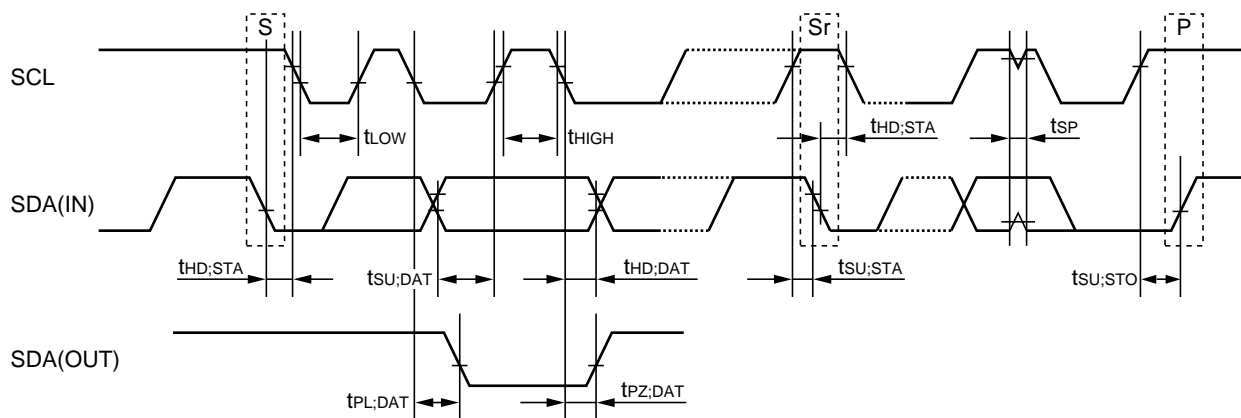 S Sr P
SCL
tLOW tHIGH tHD;STA tSP
SDA(IN)
tHD;STA tSU;DAT tHD;DAT tSU;STA tSU;STO
SDA(OUT)
tPL;DAT tPZ;DAT